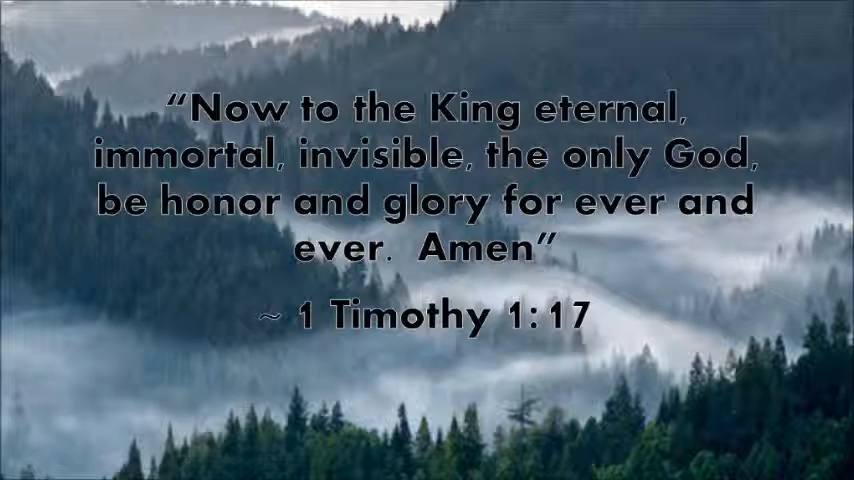 “Now to the King eternal,
immortal, invisible, the only God,
be honor and glory for ever and
ever.  Amen”
~ 1 Timothy 1:17